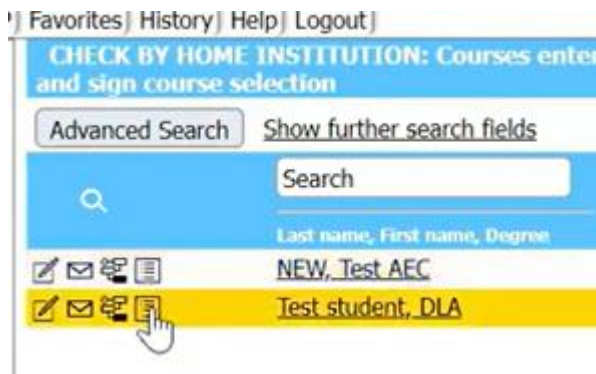 Favorites| History| Help| Logout|
CHECK BY HOME INSTITUTION: Courses enter
and sign course selection
Advanced Search Show further search fields
Search
Last name, First name, Degree
NEW, Test AEC
Test student, DLA